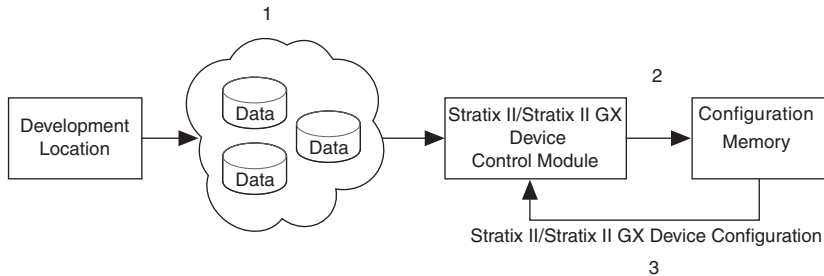 1
Development
Location
Data
Data
Data
Stratix II/Stratix II GX
Device
Control Module
2
Configuration
Memory
Stratix II/Stratix II GX Device Configuration
3